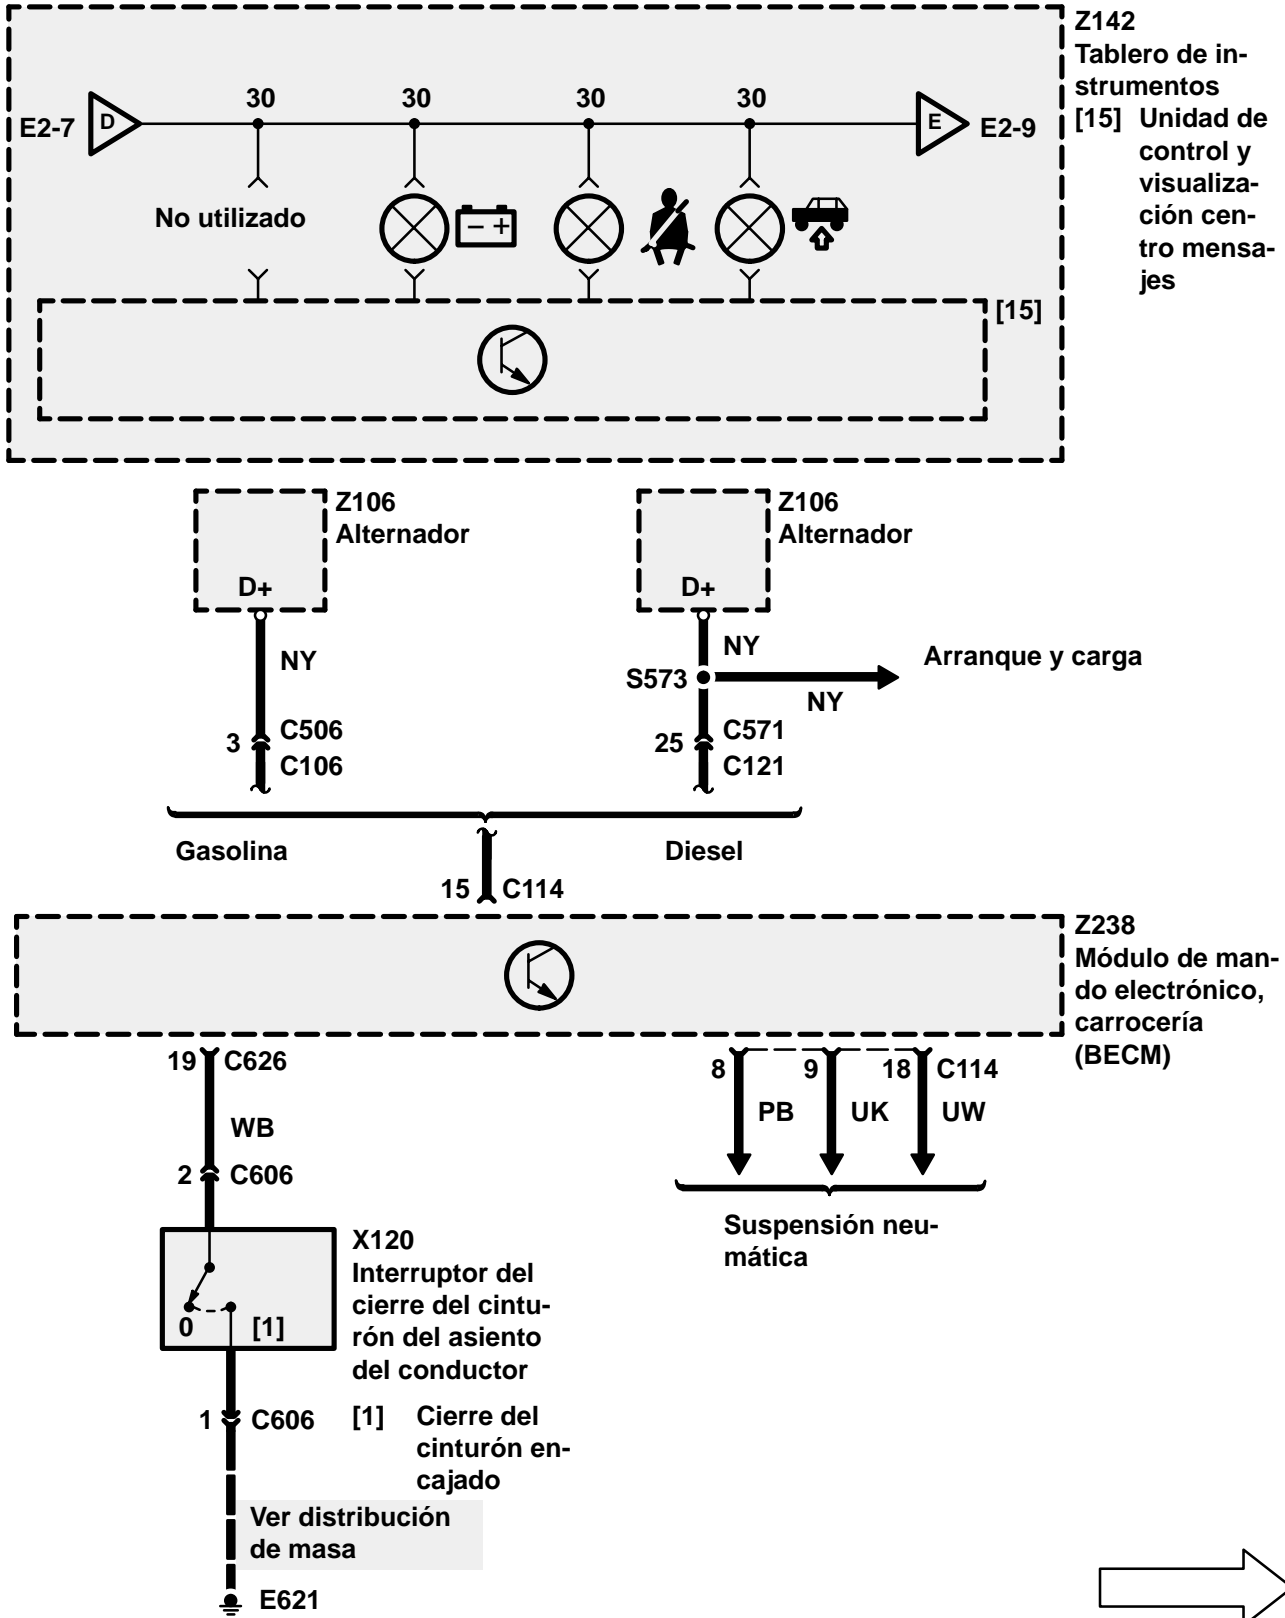 Z142
Tablero de in-
strumentos
[15] Unidad de
control y
visualiza-
ción cen-
tro mensa-
jes
30 30 30 30
E2-7 D E E2-9
No utilizado
- +
[15]
Z106
Alternador
D+
Z106
Alternador
D+
NY
NY
S573
NY
Arranque y carga
3 C506
C106
25 C571
C121
Gasolina
Diesel
15 C114
Z238
Módulo de man-
do electrónico,
carrocería
(BECM)
19 C626
8 9 18 C114
WB
PB UK UW
2 C606
Suspensión neu-
mática
X120
Interruptor del
cierre del cintu-
rón del asiento
del conductor
0 [1]
1 C606
[1] Cierre del
cinturón en-
cajado
Ver distribución
de masa
E621